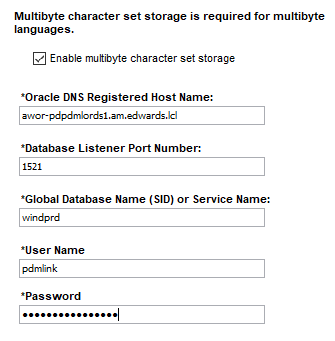 Multibyte character set storage is required for multibyte
languages.
Enable multibyte character set storage
*Oracle DNS Registered Host Name:
awor-pdpdmlords1.am.edwards.lcl
*Database Listener Port Number:
1521
*Global Database Name (SID) or Service Name:
windprd
*User Name
pdmlink
*Password
••••••••••••••••